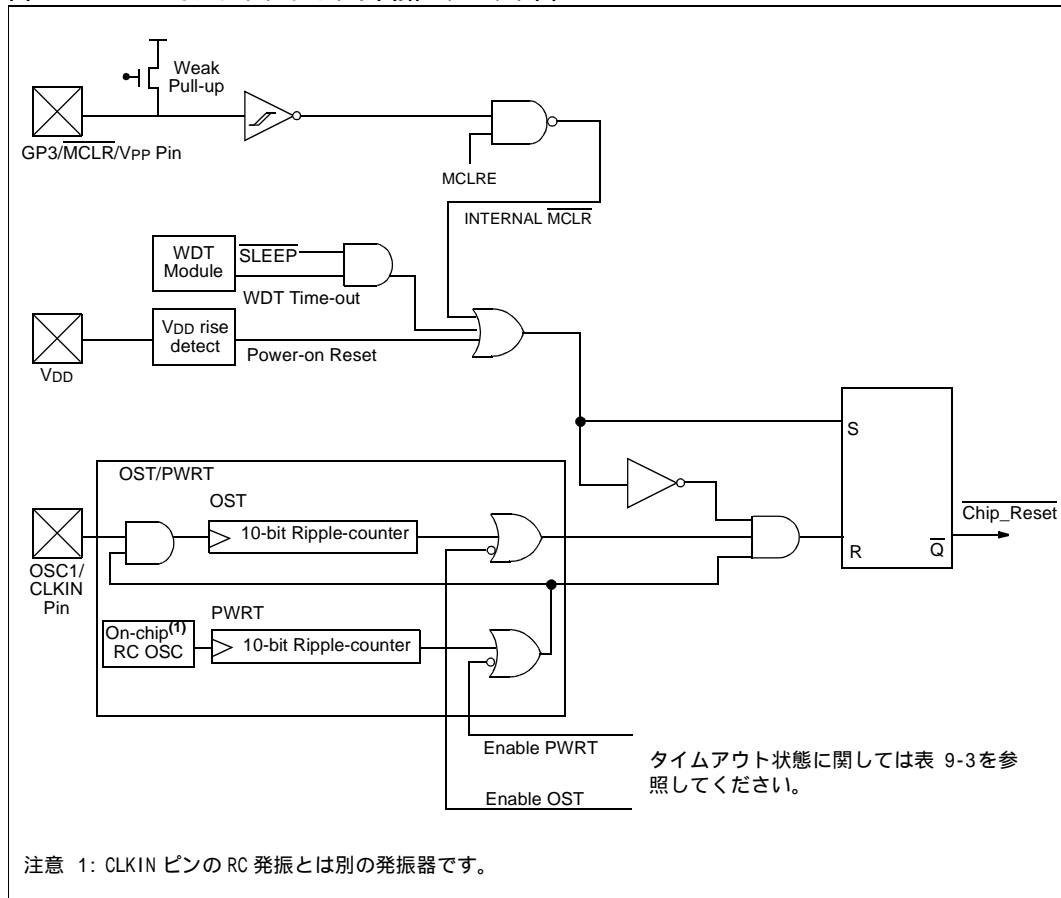 Weak
Pull-up
GP3/MCLR/VPP Pin
MCLRE
INTERNAL MCLR
WDT
Module
SLEEP
WDT Time-out
VDD rise
detect
Power-on Reset
VDD
S
OST/PWRT
OST
10-bit Ripple-counter
Chip_Reset
R
Q
OSC1/
CLKIN
Pin
PWRT
On-chip(1)
RC OSC
10-bit Ripple-counter
Enable PWRT
タイムアウト状態に関しては表 9-3を参
照してください。
Enable OST
注意 1: CLKIN ピンの RC 発振とは別の発振器です。